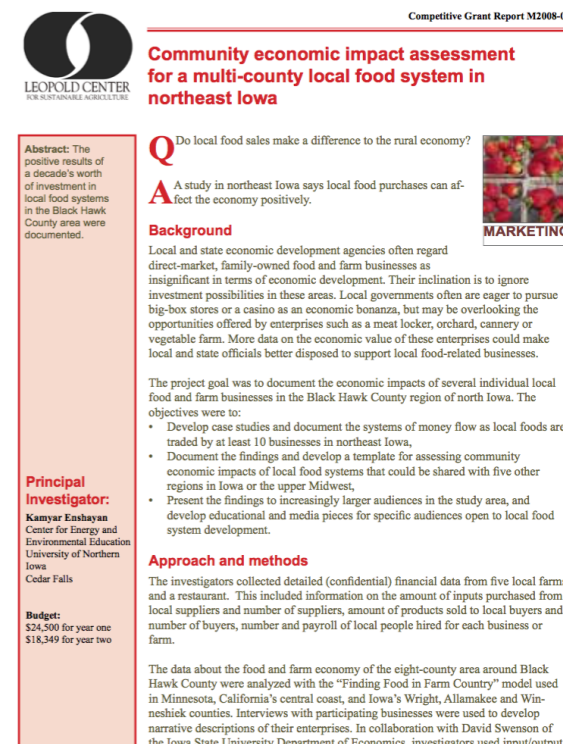 Competitive Grant Report M2008-0
LEOPOLD CENTER
FOR SUSTAINABLE AGRICULTURE
Community economic impact assessment
for a multi-county local food system in
northeast Iowa
Abstract: The
positive results of
a decade's worth
of investment in
local food systems
in the Black Hawk
County area were
documented.
Principal
Investigator:
Kamyar Enshayan
Center for Energy and
Environmental Education
University of Northern
Iowa
Cedar Falls
Budget:
$24,500 for year one
$18,349 for year two
Q Do local food sales make a difference to the rural economy?
A A study in northeast Iowa says local food purchases can af-
fect the economy positively.
MARKETING
Background
Local and state economic development agencies often regard
direct-market, family-owned food and farm businesses as
insignificant in terms of economic development. Their inclination is to ignore
investment possibilities in these areas. Local governments often are eager to pursue
big-box stores or a casino as an economic bonanza, but may be overlooking the
opportunities offered by enterprises such as a meat locker, orchard, cannery or
vegetable farm. More data on the economic value of these enterprises could make
local and state officials better disposed to support local food-related businesses.
The project goal was to document the economic impacts of several individual local
food and farm businesses in the Black Hawk County region of north Iowa. The
objectives were to:
• Develop case studies and document the systems of money flow as local foods are
traded by at least 10 businesses in northeast Iowa,
• Document the findings and develop a template for assessing community
economic impacts of local food systems that could be shared with five other
regions in Iowa or the upper Midwest,
• Present the findings to increasingly larger audiences in the study area, and
develop educational and media pieces for specific audiences open to local food
system development.
Approach and methods
The investigators collected detailed (confidential) financial data from five local farms
and a restaurant. This included information on the amount of inputs purchased from
local suppliers and number of suppliers, amount of products sold to local buyers and
number of buyers, number and payroll of local people hired for each business or
farm.
The data about the food and farm economy of the eight-county area around Black
Hawk County were analyzed with the "Finding Food in Farm Country" model used
in Minnesota, California's central coast, and Iowa's Wright, Allamakee and Win-
neshiek counties. Interviews with participating businesses were used to develop
narrative descriptions of their enterprises. In collaboration with David Swenson of
the Iowa State University Department of Economics, investigators used input/output